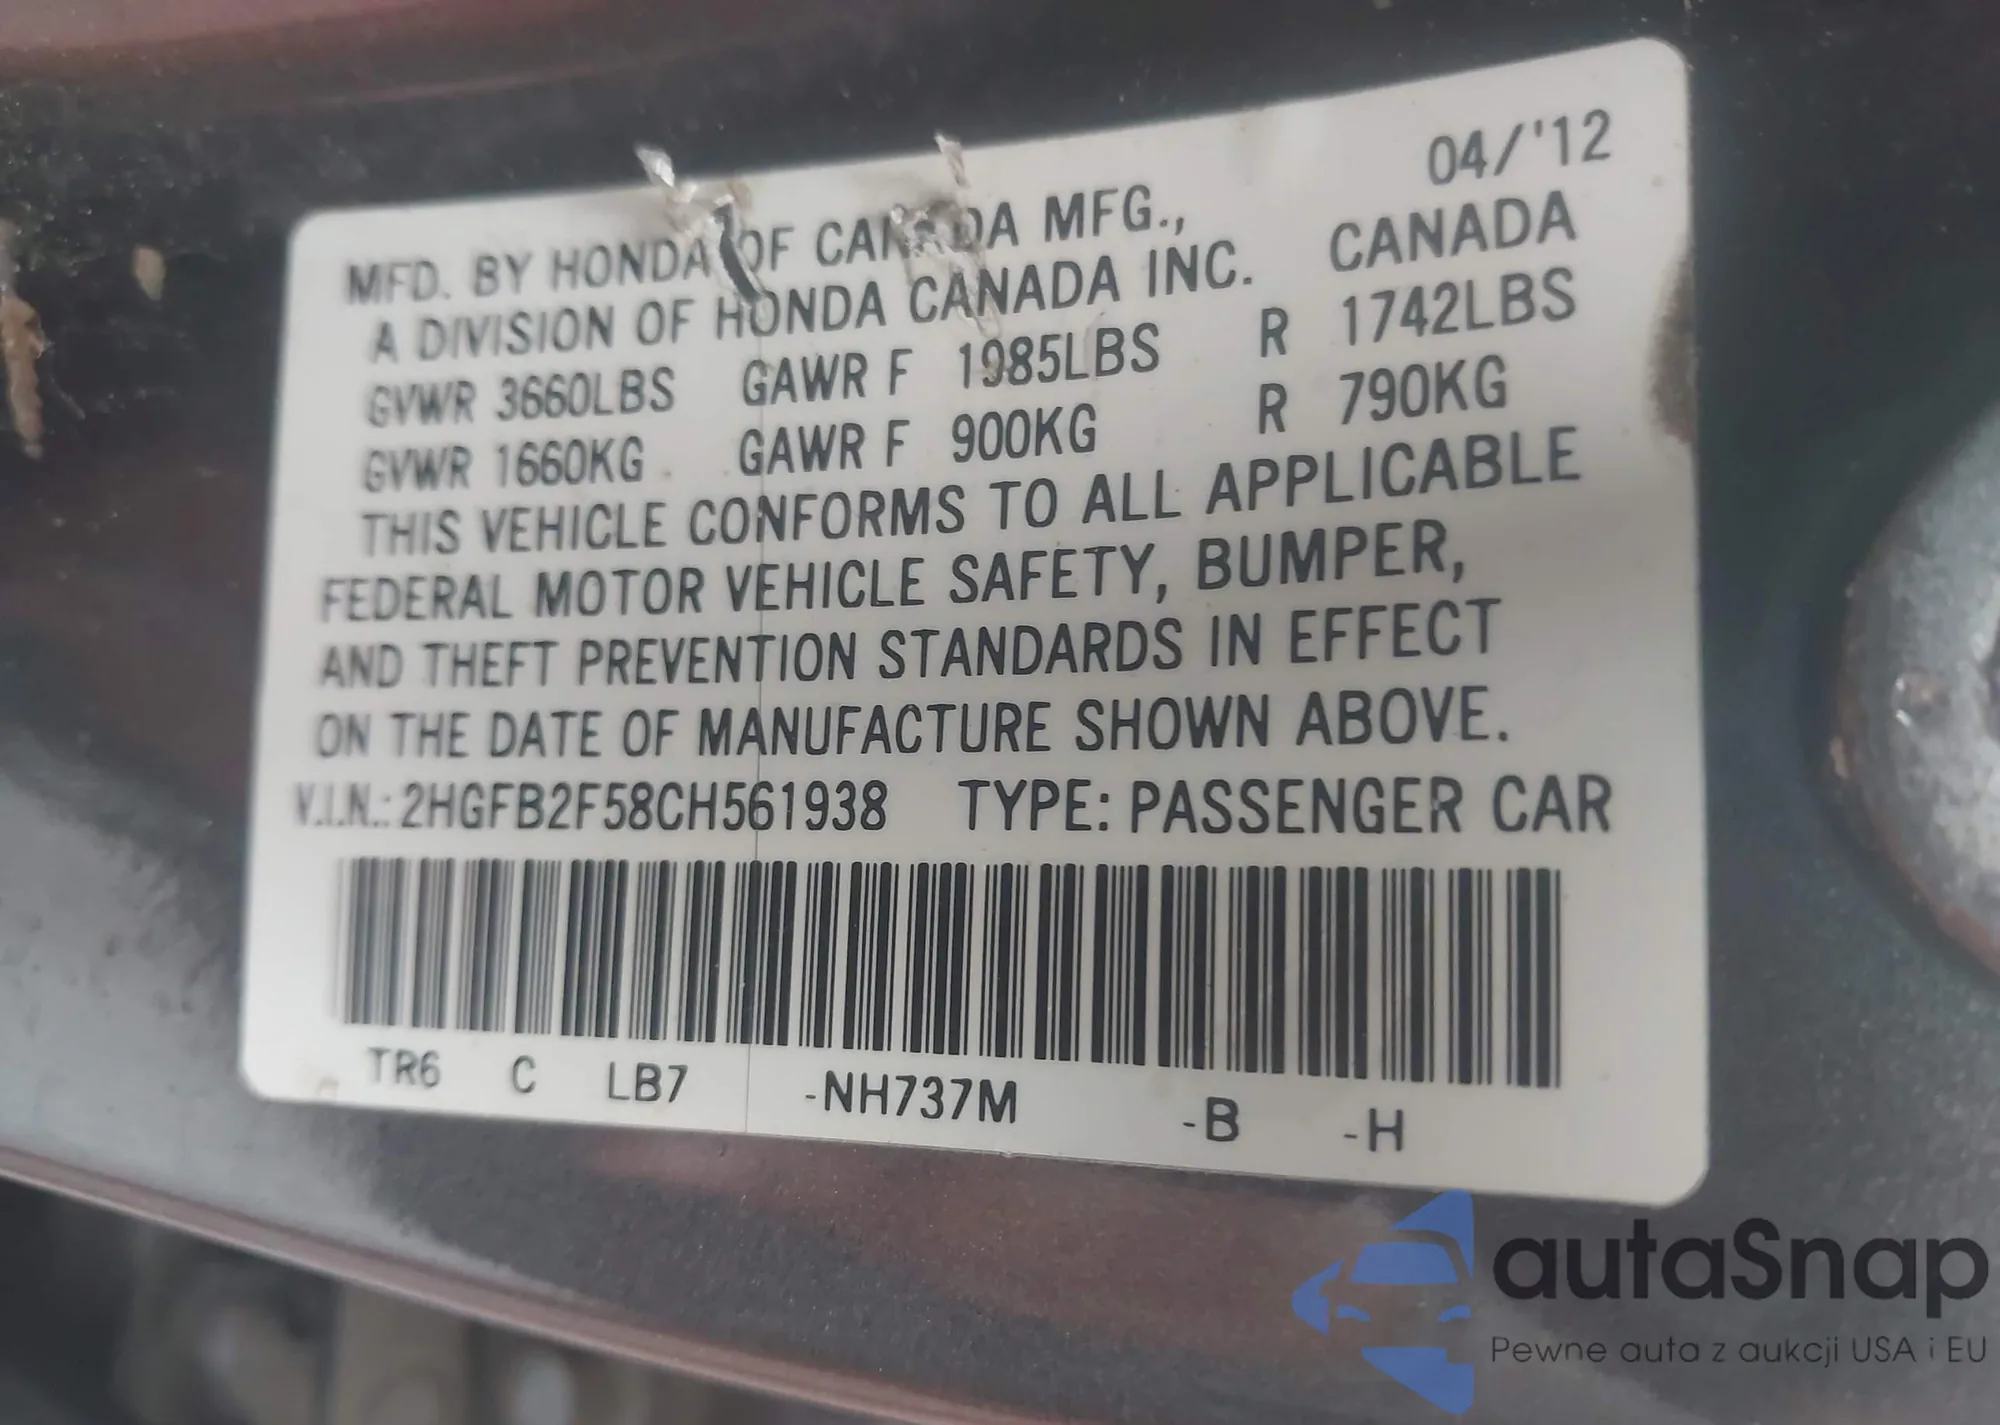 04/'12
MFD. BY HONDA OF CANADA MFG.,
A DIVISION OF HONDA CANADA INC. CANADA
GVWR 3660LBS GAWR F 1985LBS R 1742LBS
GVWR 1660KG GAWR F 900KG R 790KG
THIS VEHICLE CONFORMS TO ALL APPLICABLE
FEDERAL MOTOR VEHICLE SAFETY, BUMPER,
AND THEFT PREVENTION STANDARDS IN EFFECT
ON THE DATE OF MANUFACTURE SHOWN ABOVE.
V.I.N.: 2HGFB2F58CH561938 TYPE: PASSENGER CAR
TR6 C LB7 -NH737M -B -H
autaSnap
Pewne auta z aukcji USA i EU